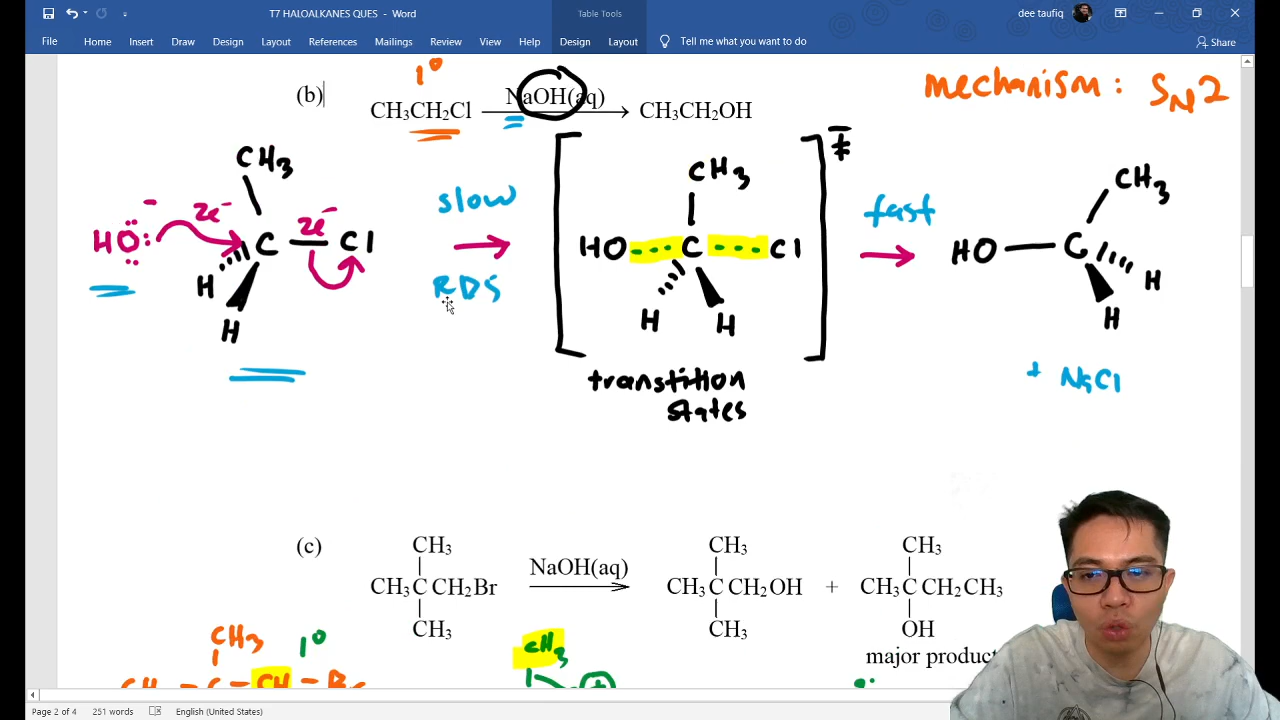 T7 HALOALKANES QUES - Word
Table Tools
dee taufiq
File Home Insert Draw Design Layout References Mailings Review View Help Design Layout Tell me what you want to do Share
1°
mechanism : SN2
(b) CH3CH2Cl NaOH(aq) CH3CH2OH
CH3 slow CH3 ‡ fast CH3
HO:⁻ 2e⁻ C 2e⁻ Cl HO C Cl HO C H
H RDS H H H
H
transtition
states
+ NaCl
(c)
CH3 CH3 CH3
CH3C CH2Br NaOH(aq) CH3C CH2OH + CH3C CH2CH3
CH3 CH3 OH
major product
CH3 1° CH3
CH C CH Br +
Page 2 of 4 251 words English (United States)